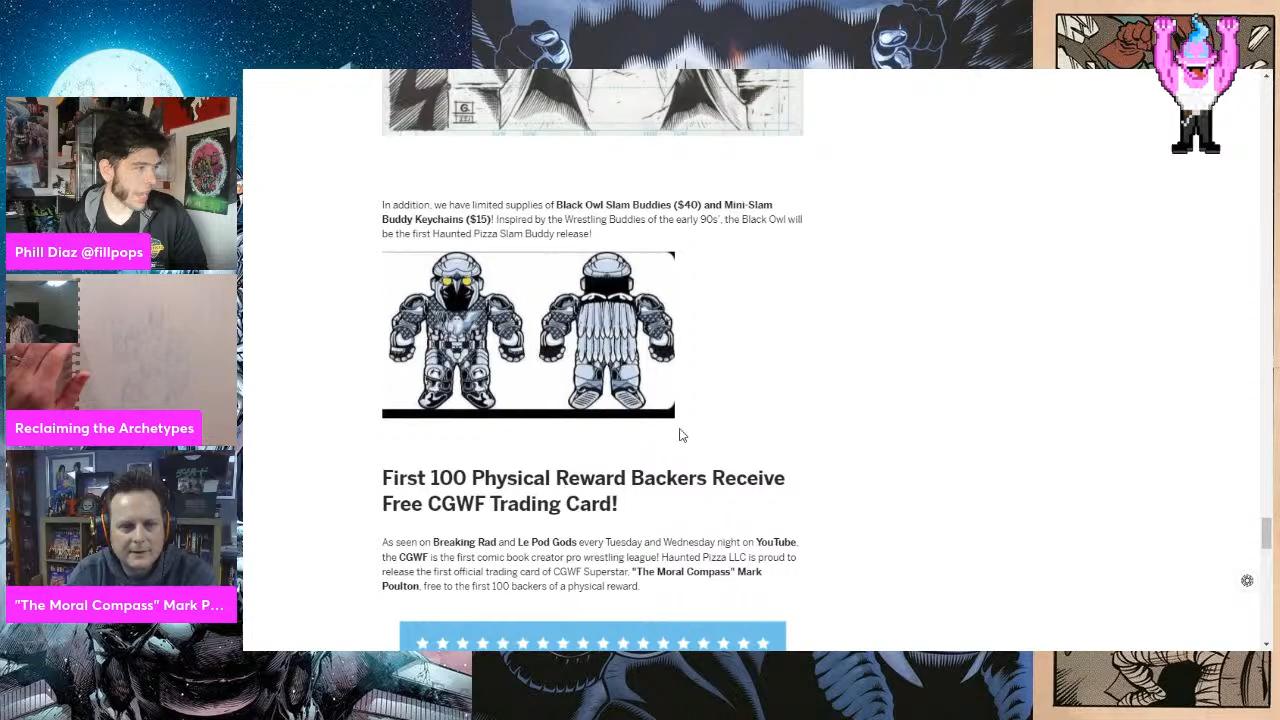 Phill Diaz @fillpops
Reclaiming the Archetypes
"The Moral Compass" Mark P...
G.
In addition, we have limited supplies of Black Owl Slam Buddies ($40) and Mini-Slam
Buddy Keychains ($15)! Inspired by the Wrestling Buddies of the early 90s', the Black Owl will
be the first Haunted Pizza Slam Buddy release!
First 100 Physical Reward Backers Receive
Free CGWF Trading Card!
As seen on Breaking Rad and Le Pod Gods every Tuesday and Wednesday night on YouTube,
the CGWF is the first comic book creator pro wrestling league! Haunted Pizza LLC is proud to
release the first official trading card of CGWF Superstar, "The Moral Compass" Mark
Poulton, free to the first 100 backers of a physical reward.